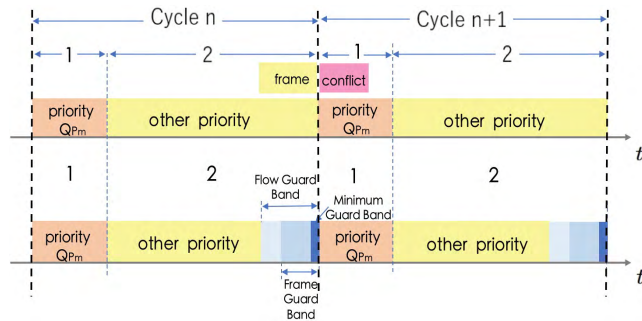 Cycle n
Cycle n+1
1
2
1
2
frame
conflict
priority
QPm
other priority
priority
QPm
other priority
t
1
2
Flow Guard
Band
1
Minimum
Guard Band
2
priority
QPm
other priority
priority
QPm
other priority
t
Frame
Guard
Band